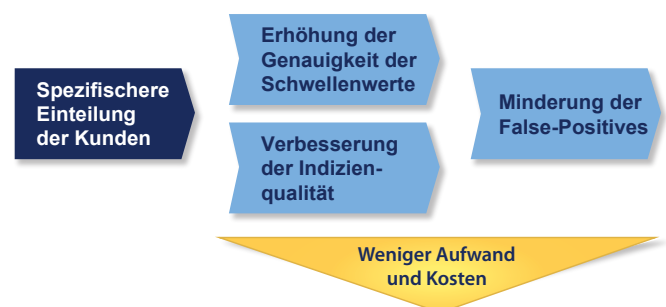 Spezifischere
Einteilung
der Kunden
Erhöhung der
Genauigkeit der
Schwellenwerte
Verbesserung
der Indizien-
qualität
Minderung der
False-Positives
Weniger Aufwand
und Kosten